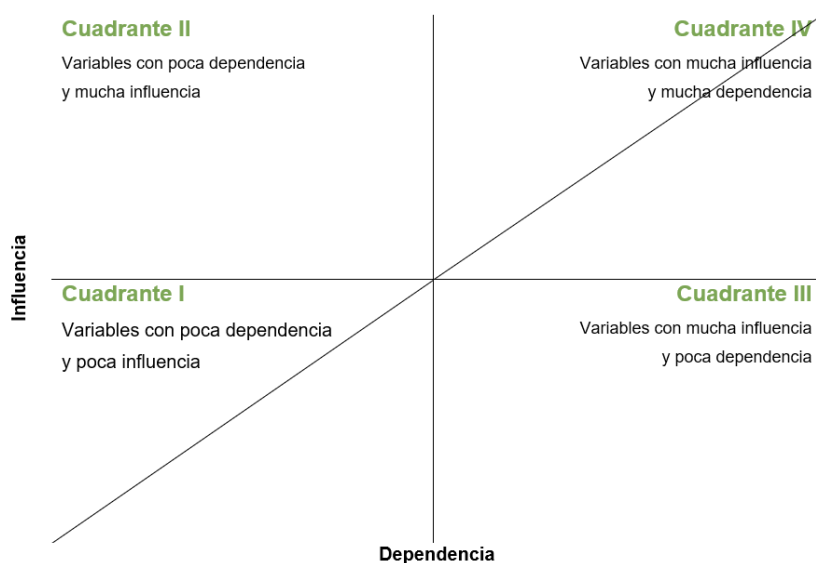 Cuadrante II
Variables con poca dependencia
y mucha influencia
Cuadrante IV
Variables con mucha influencia
y mucha dependencia
Influencia
Cuadrante I
Variables con poca dependencia
y poca influencia
Cuadrante III
Variables con mucha influencia
y poca dependencia
Dependencia